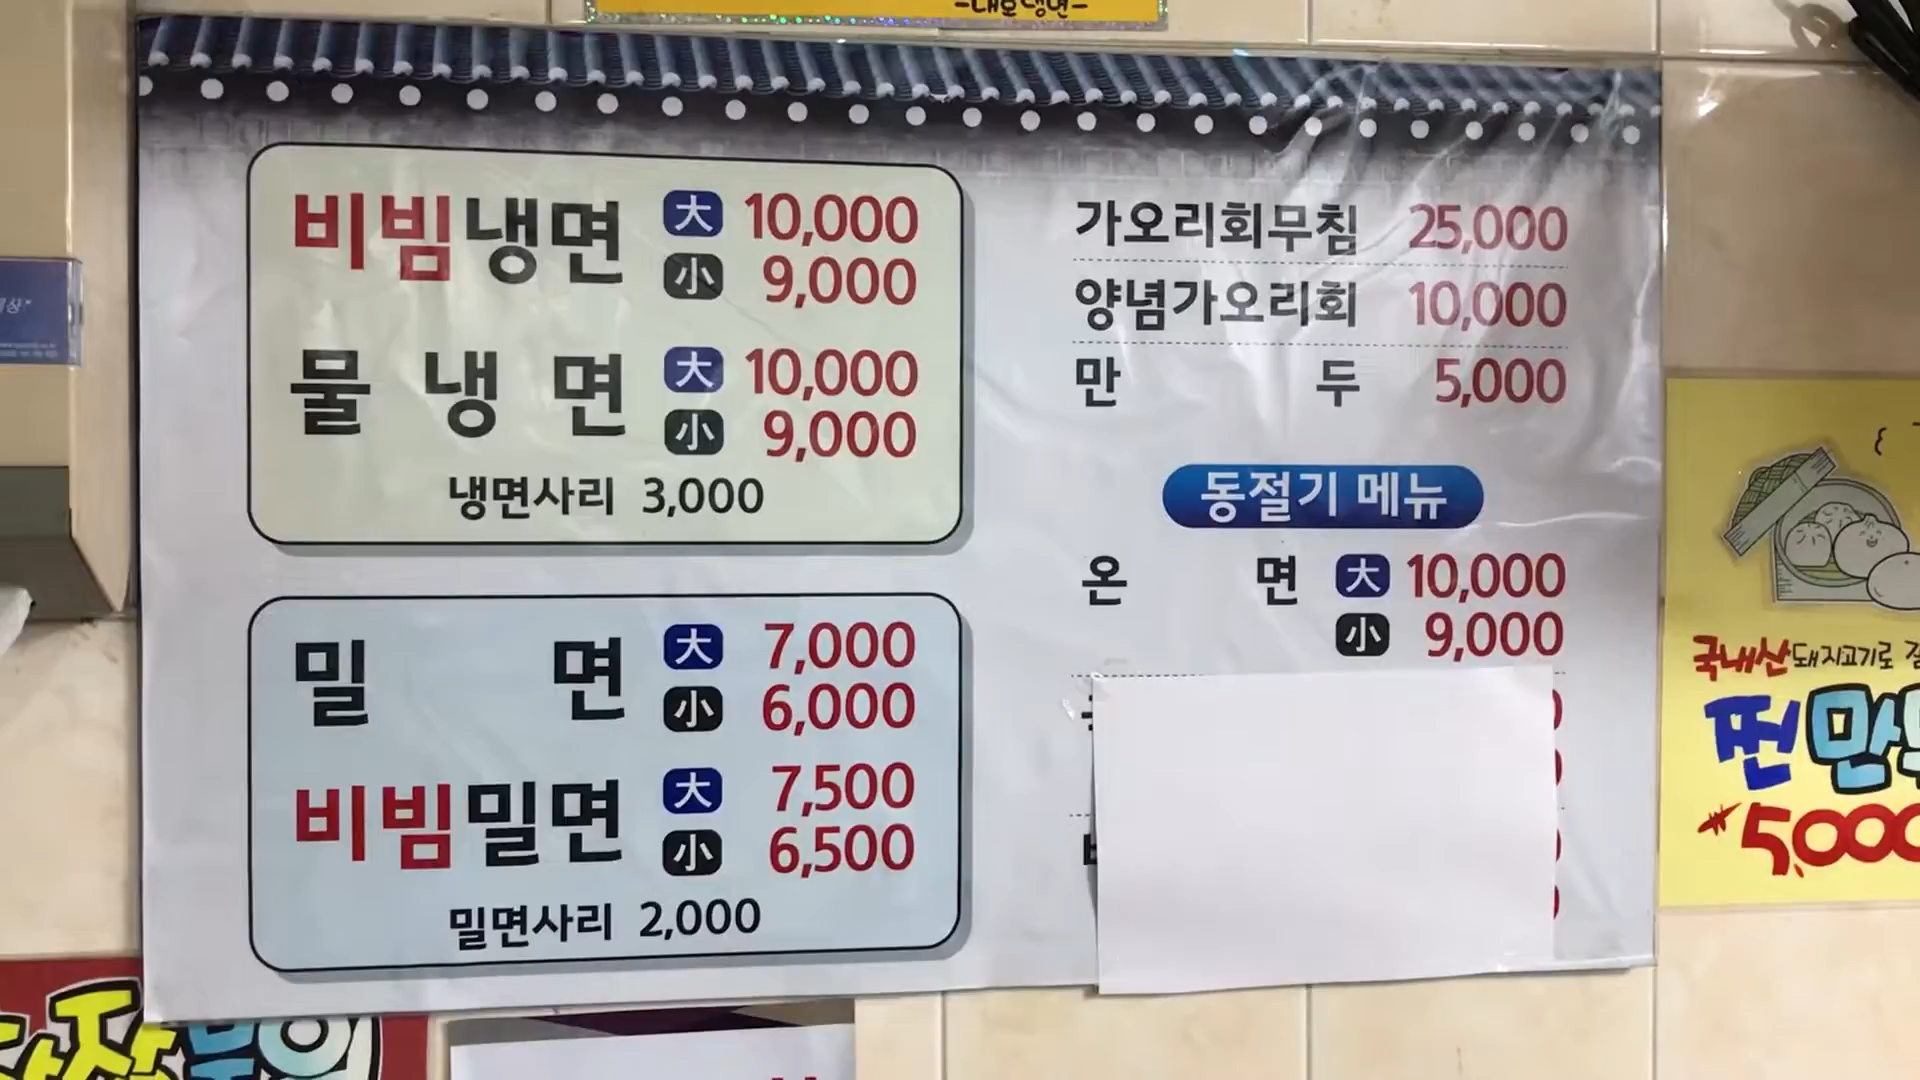 -대호냉면-
비빔냉면 大 10,000
小 9,000
물냉면 大 10,000
小 9,000
냉면사리 3,000
밀면 大 7,000
小 6,000
비빔밀면 大 7,500
小 6,500
밀면사리 2,000
가오리회무침 25,000
양념가오리회 10,000
만두 5,000
동절기 메뉴
온면 大 10,000
小 9,000
국내산 돼지고기로
찐만
₩5,000